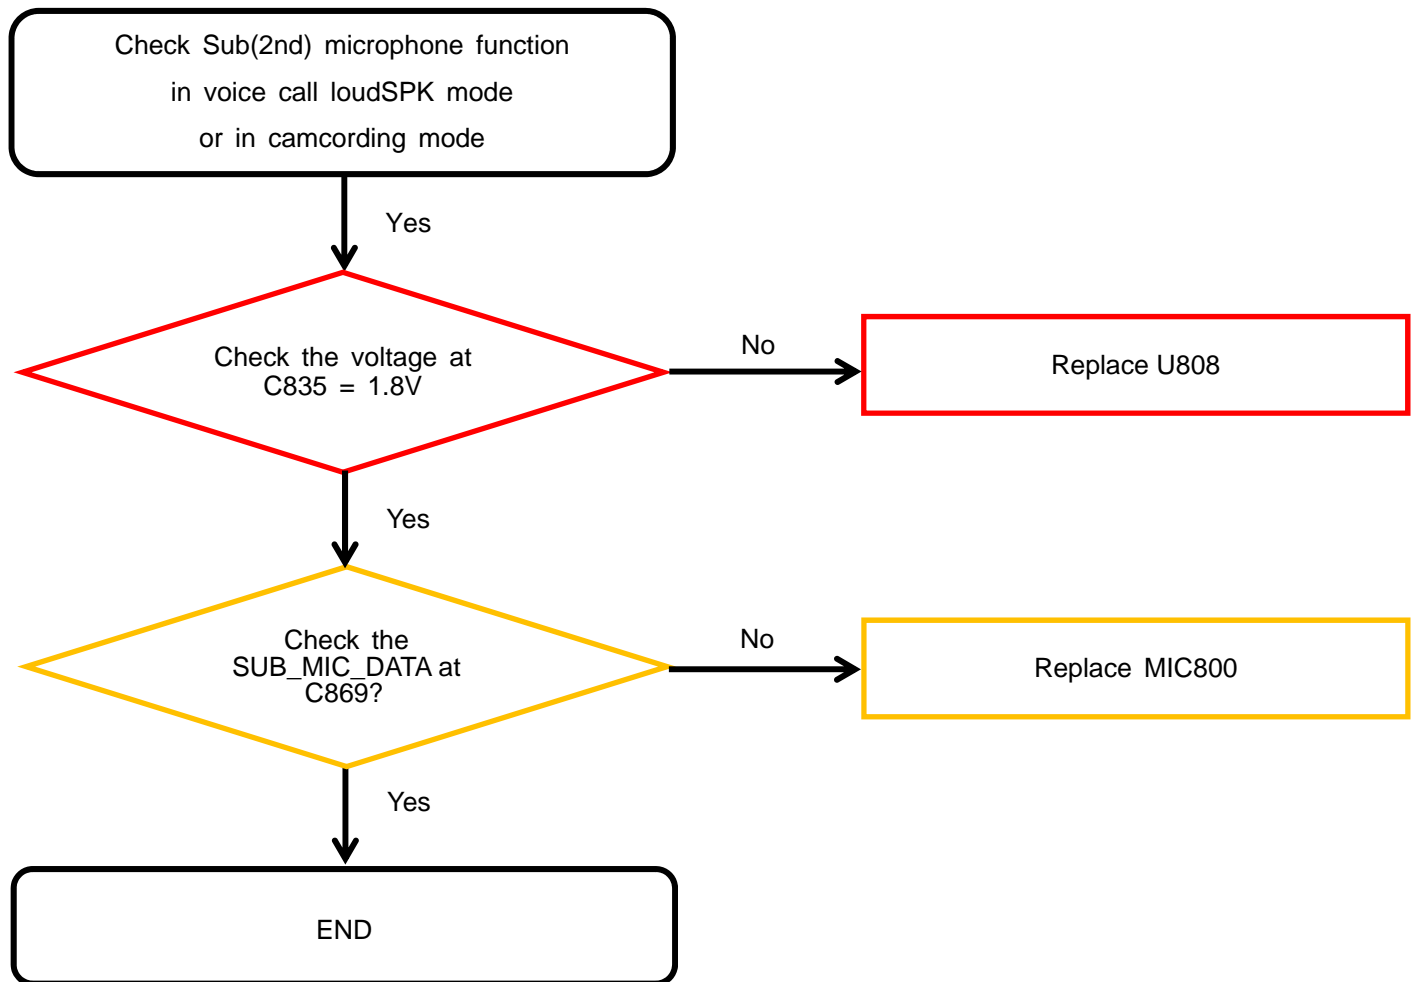 Check Sub(2nd) microphone function
in voice call loudSPK mode
or in camcording mode
Yes
Check the voltage at
C835 = 1.8V
No
Replace U808
Yes
Check the
SUB_MIC_DATA at
C869?
No
Replace MIC800
Yes
END